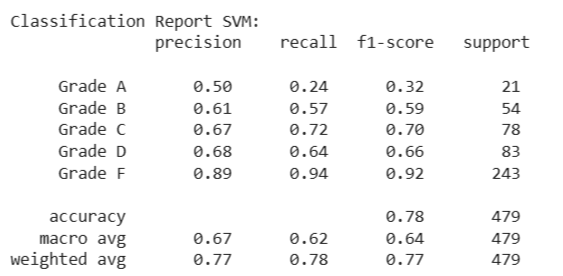 Classification Report SVM:
precision recall f1-score support
Grade A 0.50 0.24 0.32 21
Grade B 0.61 0.57 0.59 54
Grade C 0.67 0.72 0.70 78
Grade D 0.68 0.64 0.66 83
Grade F 0.89 0.94 0.92 243
accuracy 0.78 479
macro avg 0.67 0.62 0.64 479
weighted avg 0.77 0.78 0.77 479